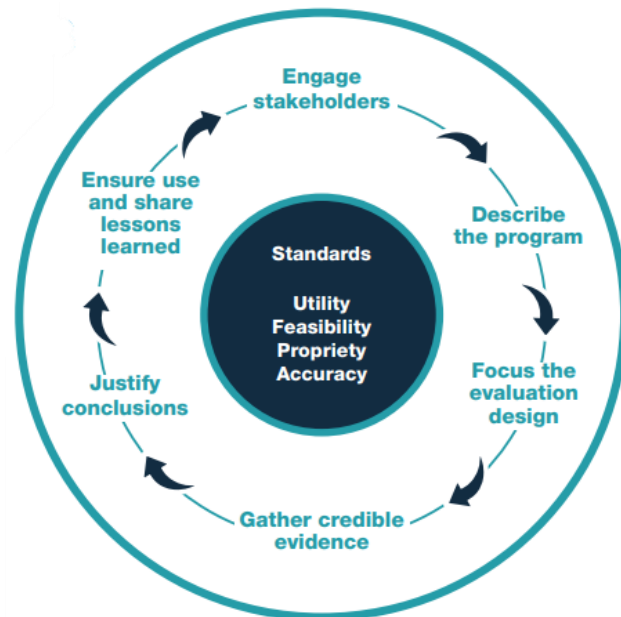 Engage
stakeholders
Describe
the program
Focus the
evaluation
design
Gather credible
evidence
Justify
conclusions
Ensure use
and share
lessons
learned
Standards
Utility
Feasibility
Propriety
Accuracy